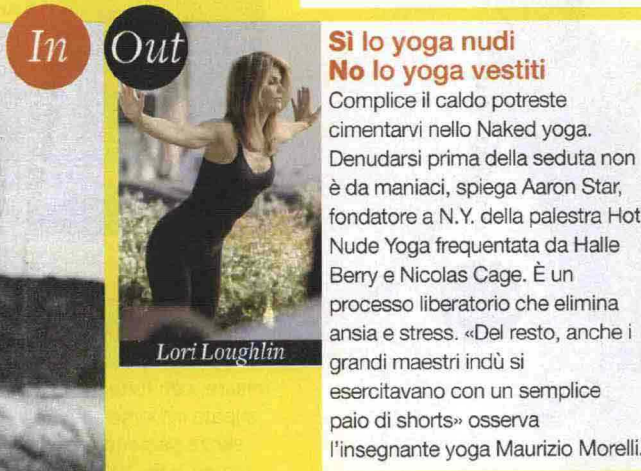 In
Out
Sì lo yoga nudi
No lo yoga vestiti
Complice il caldo potreste
cimentarvi nello Naked yoga.
Denudarsi prima della seduta non
è da maniaci, spiega Aaron Star,
fondatore a N.Y. della palestra Hot
Nude Yoga frequentata da Halle
Berry e Nicolas Cage. È un
processo liberatorio che elimina
ansia e stress. «Del resto, anche i
grandi maestri indù si
esercitavano con un semplice
paio di shorts» osserva
l'insegnante yoga Maurizio Morelli.
Lori Loughlin